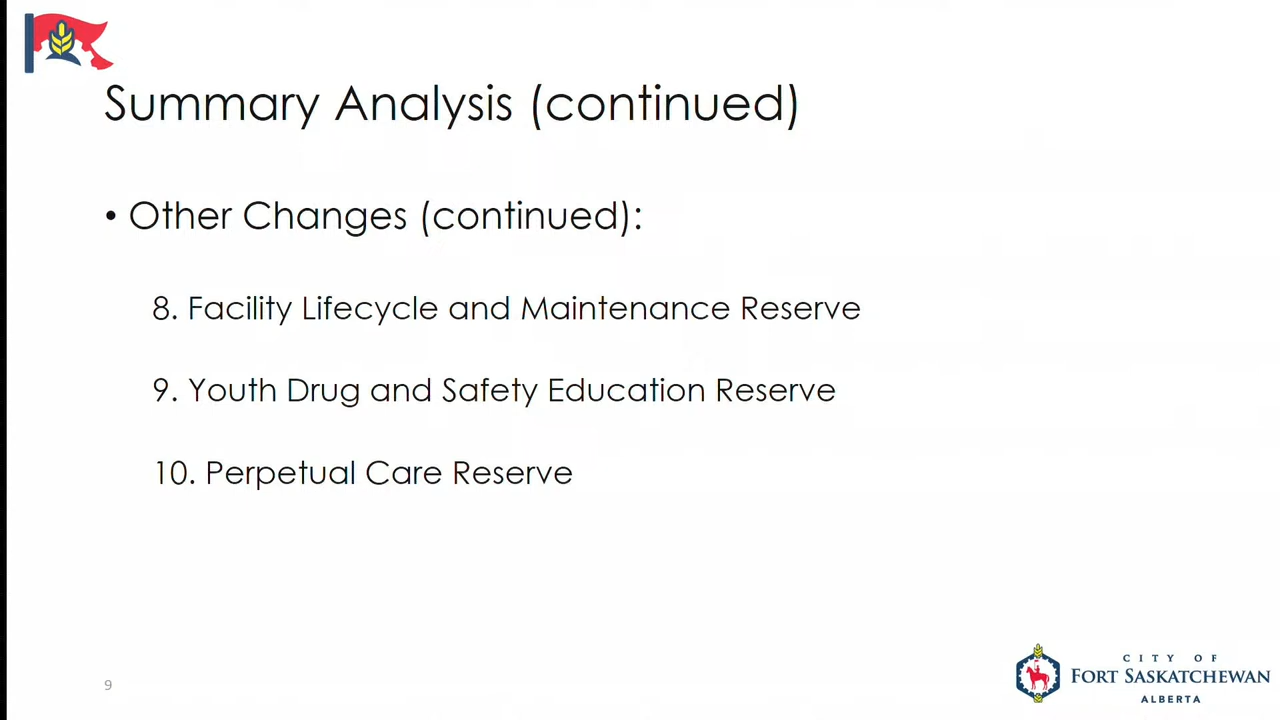 Summary Analysis (continued)
• Other Changes (continued):
8. Facility Lifecycle and Maintenance Reserve
9. Youth Drug and Safety Education Reserve
10. Perpetual Care Reserve
9
CITY OF
FORT SASKATCHEWAN
ALBERTA